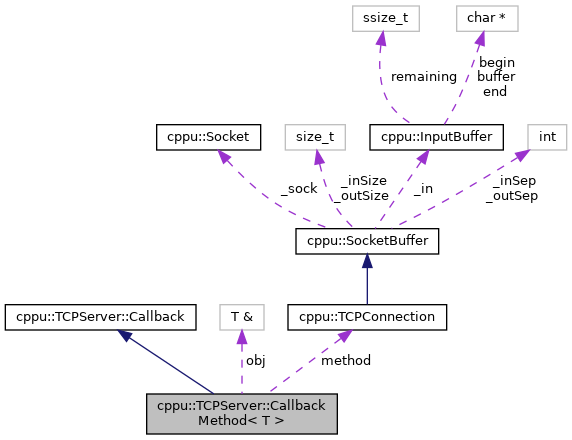 ssize_t
char *
remaining
begin
buffer
end
cppu::Socket
size_t
cppu::InputBuffer
int
_sock
_inSize
_outSize
_in
_inSep
_outSep
cppu::SocketBuffer
cppu::TCPServer::Callback
T &
cppu::TCPConnection
obj
method
cppu::TCPServer::Callback
Method< T >